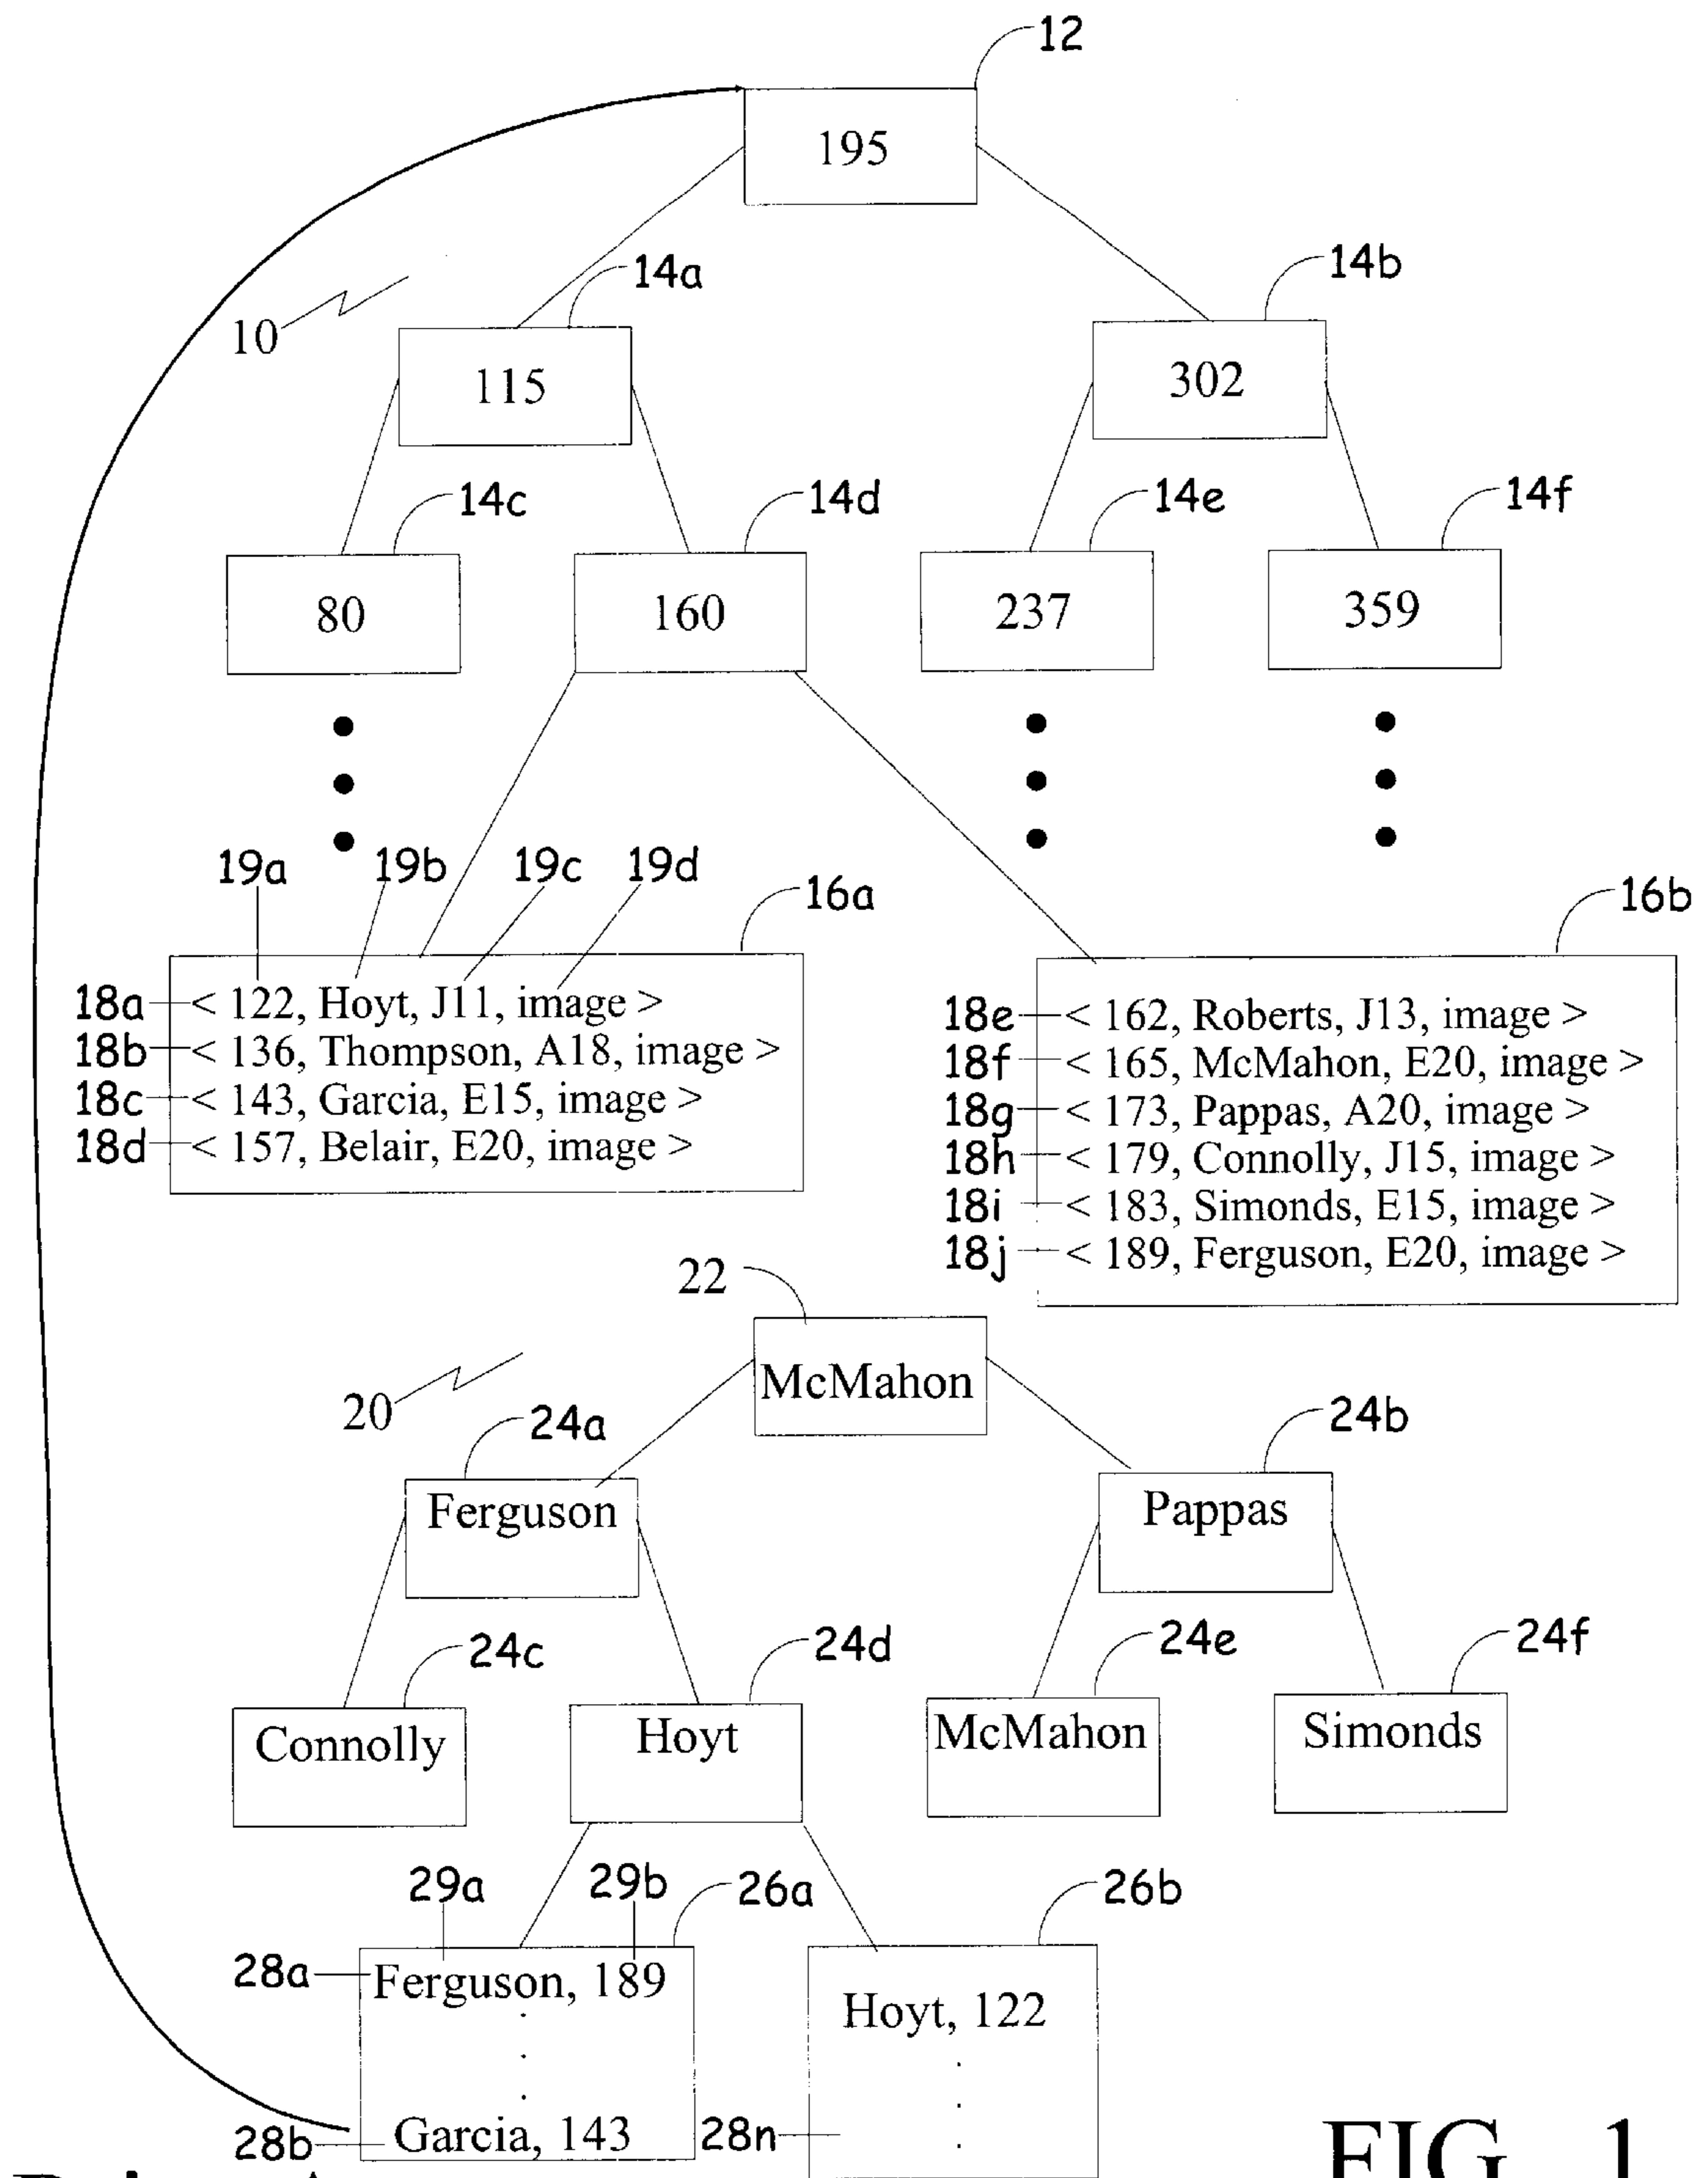 12
195
14a
14b
10
115
302
14c
14d
14e
14f
80
160
237
359
19a
19b
19c
19d
16a
16b
18a < 122, Hoyt, J11, image >
18b < 136, Thompson, A18, image >
18c < 143, Garcia, E15, image >
18d < 157, Belair, E20, image >
18e < 162, Roberts, J13, image >
18f < 165, McMahon, E20, image >
18g < 173, Pappas, A20, image >
18h < 179, Connolly, J15, image >
18i < 183, Simonds, E15, image >
18j < 189, Ferguson, E20, image >
22
McMahon
20
24a
24b
Ferguson
Pappas
24c
24d
24e
24f
Connolly
Hoyt
McMahon
Simonds
29a
29b
26a
26b
28a
Ferguson, 189
Hoyt, 122
28b
Garcia, 143
28n
FIG. 1